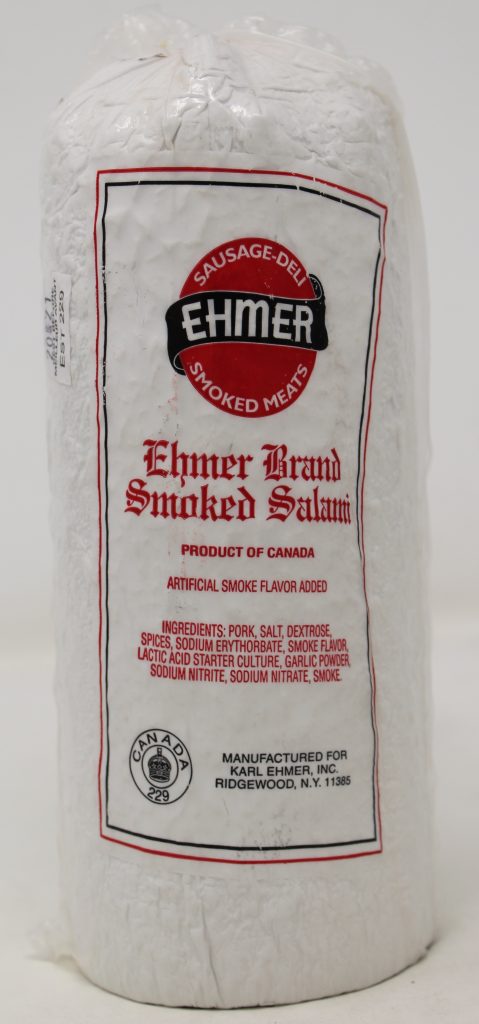 SAUSAGE-DELI
EHMER
SMOKED MEATS
Ehmer Brand
Smoked Salami
PRODUCT OF CANADA
ARTIFICIAL SMOKE FLAVOR ADDED
INGREDIENTS: PORK, SALT, DEXTROSE,
SPICES, SODIUM ERYTHORBATE, SMOKE FLAVOR,
LACTIC ACID STARTER CULTURE, GARLIC POWDER,
SODIUM NITRITE, SODIUM NITRATE, SMOKE.
CANADA
229
MANUFACTURED FOR
KARL EHMER, INC.
RIDGEWOOD, N.Y. 11385
EST 229